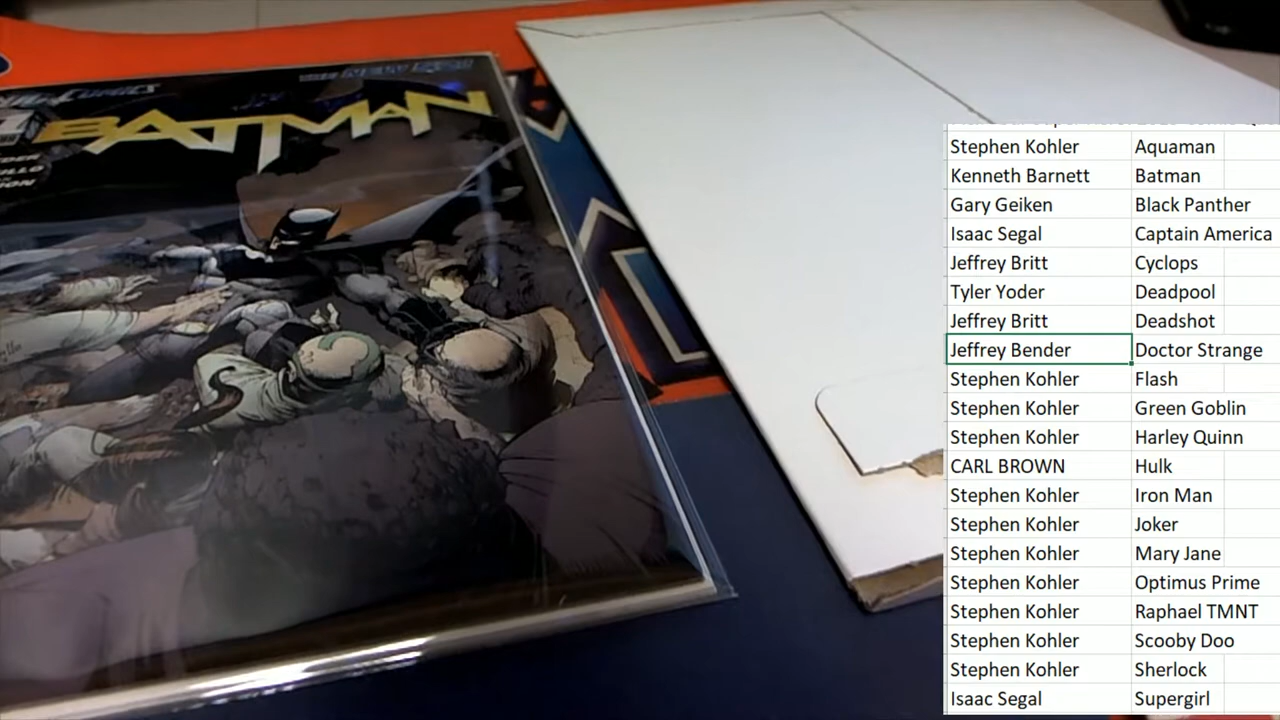 THE NEW 52!
BATMAN
Stephen Kohler Aquaman
Kenneth Barnett Batman
Gary Geiken Black Panther
Isaac Segal Captain America
Jeffrey Britt Cyclops
Tyler Yoder Deadpool
Jeffrey Britt Deadshot
Jeffrey Bender Doctor Strange
Stephen Kohler Flash
Stephen Kohler Green Goblin
Stephen Kohler Harley Quinn
CARL BROWN Hulk
Stephen Kohler Iron Man
Stephen Kohler Joker
Stephen Kohler Mary Jane
Stephen Kohler Optimus Prime
Stephen Kohler Raphael TMNT
Stephen Kohler Scooby Doo
Stephen Kohler Sherlock
Isaac Segal Supergirl